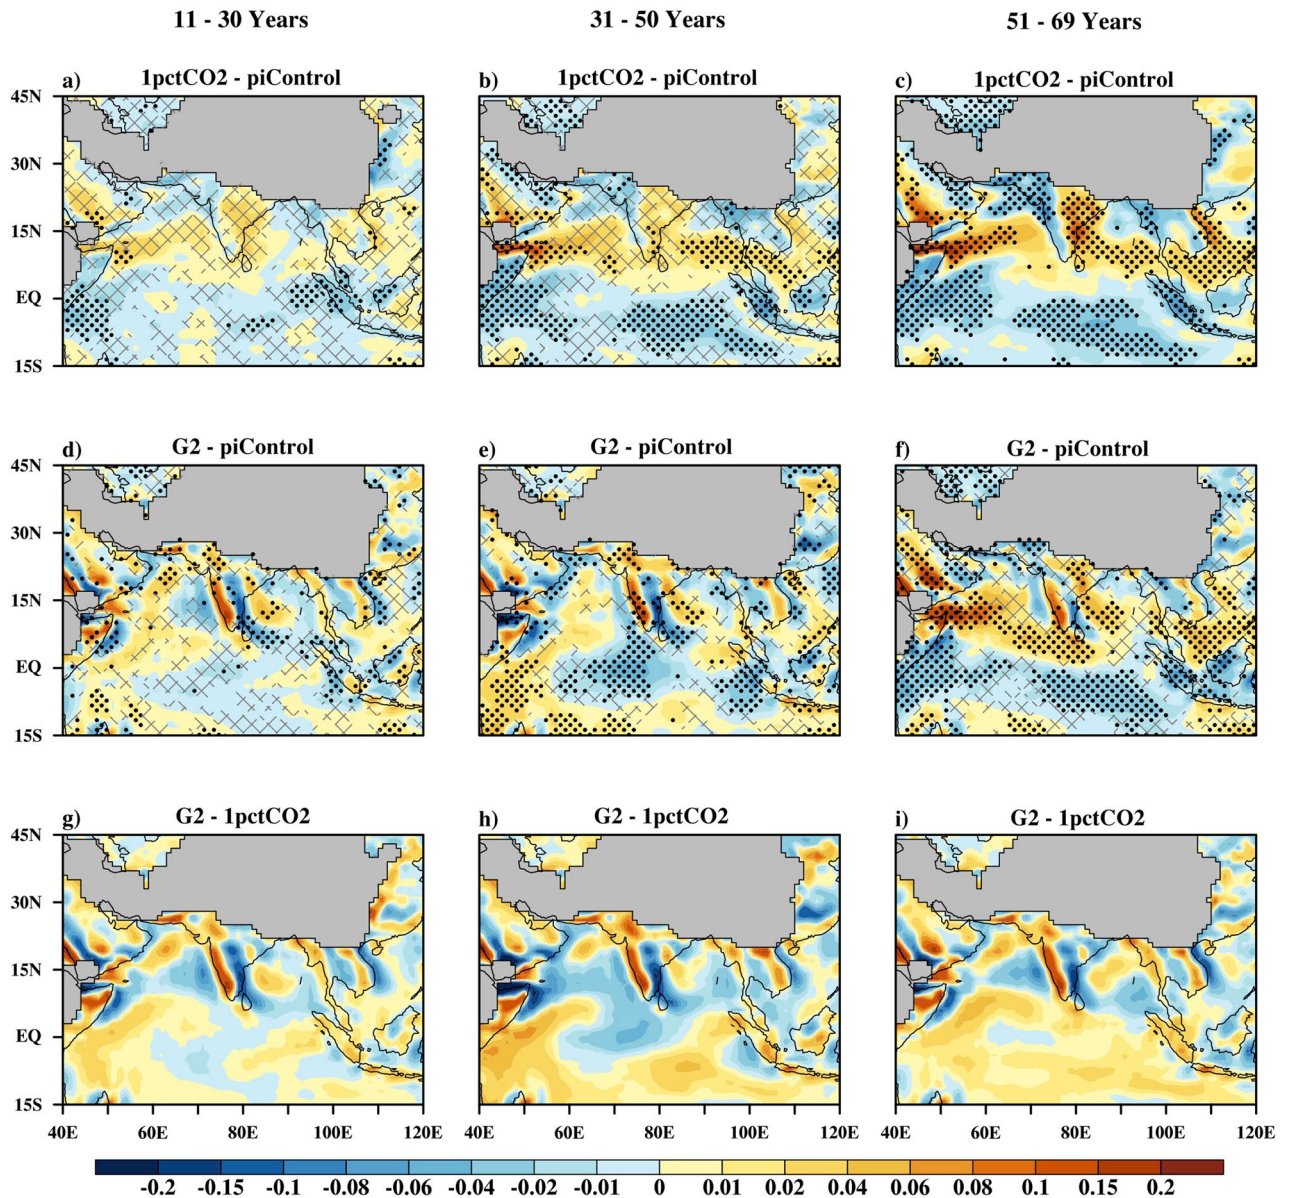 11 - 30 Years 31 - 50 Years 51 - 69 Years
a) 1pctCO2 - piControl b) 1pctCO2 - piControl c) 1pctCO2 - piControl
45N
30N
15N
EQ
15S
d) G2 - piControl e) G2 - piControl f) G2 - piControl
45N
30N
15N
EQ
15S
g) G2 - 1pctCO2 h) G2 - 1pctCO2 i) G2 - 1pctCO2
45N
30N
15N
EQ
15S
40E 60E 80E 100E 120E 40E 60E 80E 100E 120E 40E 60E 80E 100E 120E
-0.2 -0.15 -0.1 -0.08 -0.06 -0.04 -0.02 -0.01 0 0.01 0.02 0.04 0.06 0.08 0.1 0.15 0.2